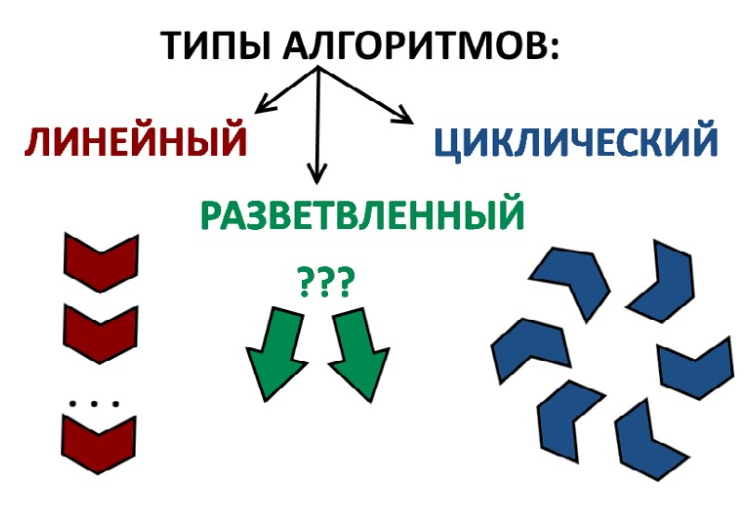 ТИПЫ АЛГОРИТМОВ:
ЛИНЕЙНЫЙ
ЦИКЛИЧЕСКИЙ
РАЗВЕТВЛЕННЫЙ
???
...